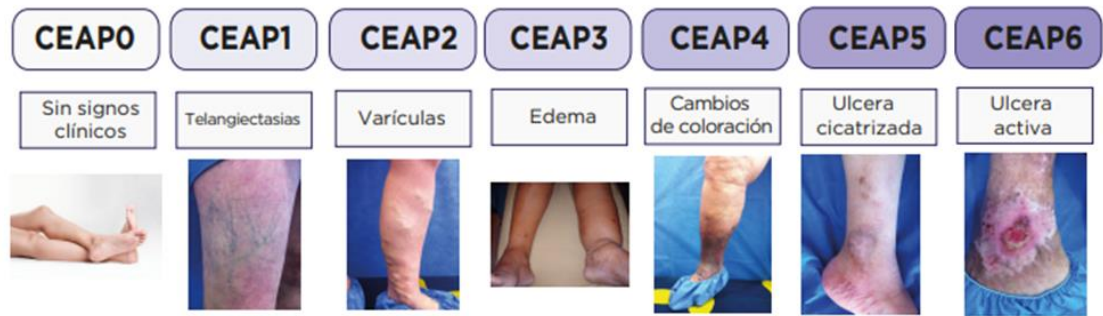 CEAP0
CEAP1
CEAP2
CEAP3
CEAP4
CEAP5
CEAP6
Sin signos
clínicos
Telangiectasias
Varículas
Edema
Cambios
de coloración
Ulcera
cicatrizada
Ulcera
activa